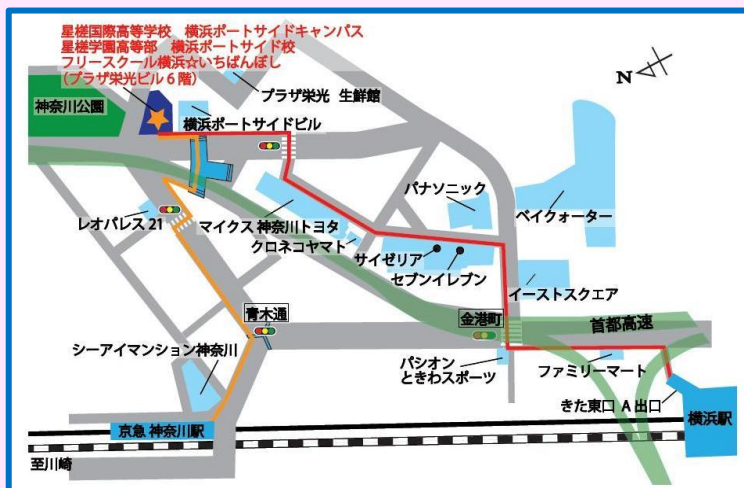 星槎国際高等学校　横浜ポートサイドキャンパス
星槎学園高等部　横浜ポートサイド校
フリースクール横浜☆いちばんぼし
（プラザ栄光ビル６階）
神奈川公園
プラザ栄光　生鮮館
横浜ポートサイドビル
N
レオパレス21
マイクス 神奈川トヨタ
クロネコヤマト
パナソニック
ベイクォーター
サイゼリア
セブンイレブン
イーストスクエア
青木通
金港町
首都高速
シーアイマンション神奈川
パシオン
ときわスポーツ
ファミリーマート
きた東口 A出口
京急 神奈川駅
横浜駅
至川崎